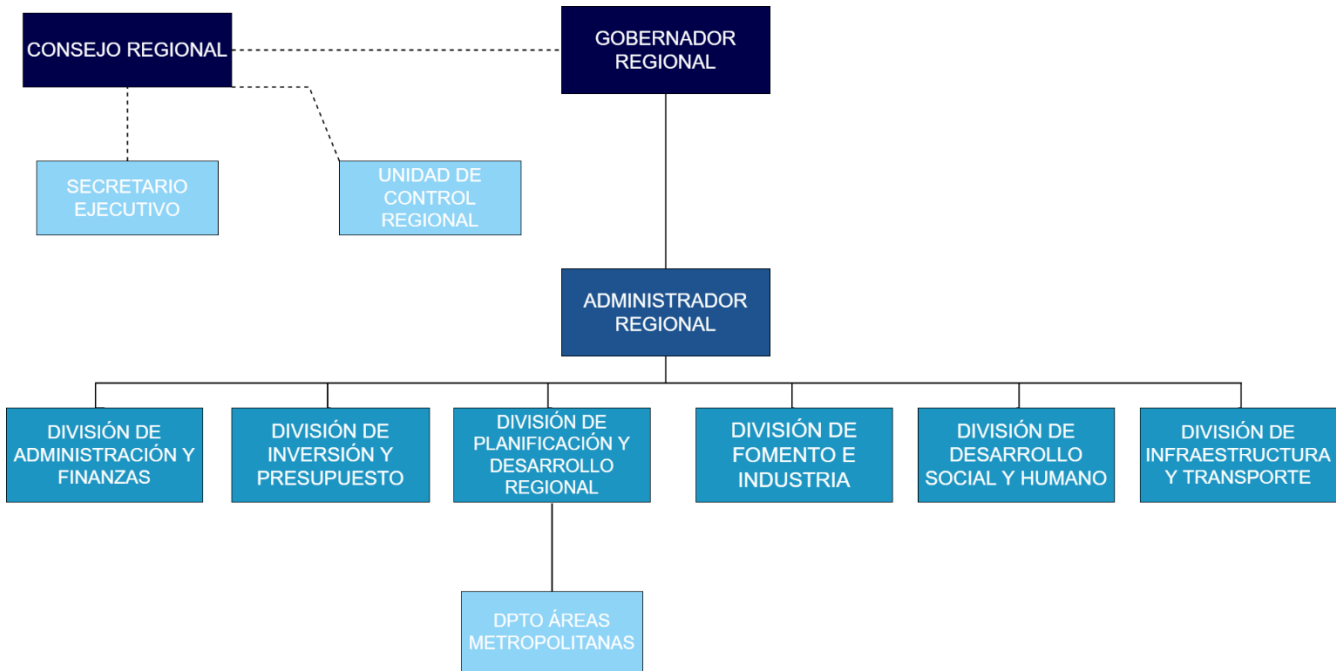 CONSEJO REGIONAL
GOBERNADOR
REGIONAL
SECRETARIO
EJECUTIVO
UNIDAD DE
CONTROL
REGIONAL
ADMINISTRADOR
REGIONAL
DIVISIÓN DE
ADMINISTRACIÓN Y
FINANZAS
DIVISIÓN DE
INVERSIÓN Y
PRESUPUESTO
DIVISIÓN DE
PLANIFICACIÓN Y
DESARROLLO
REGIONAL
DIVISIÓN DE
FOMENTO E
INDUSTRIA
DIVISIÓN DE
DESARROLLO
SOCIAL Y HUMANO
DIVISIÓN DE
INFRAESTRUCTURA
Y TRANSPORTE
DPTO ÁREAS
METROPOLITANAS